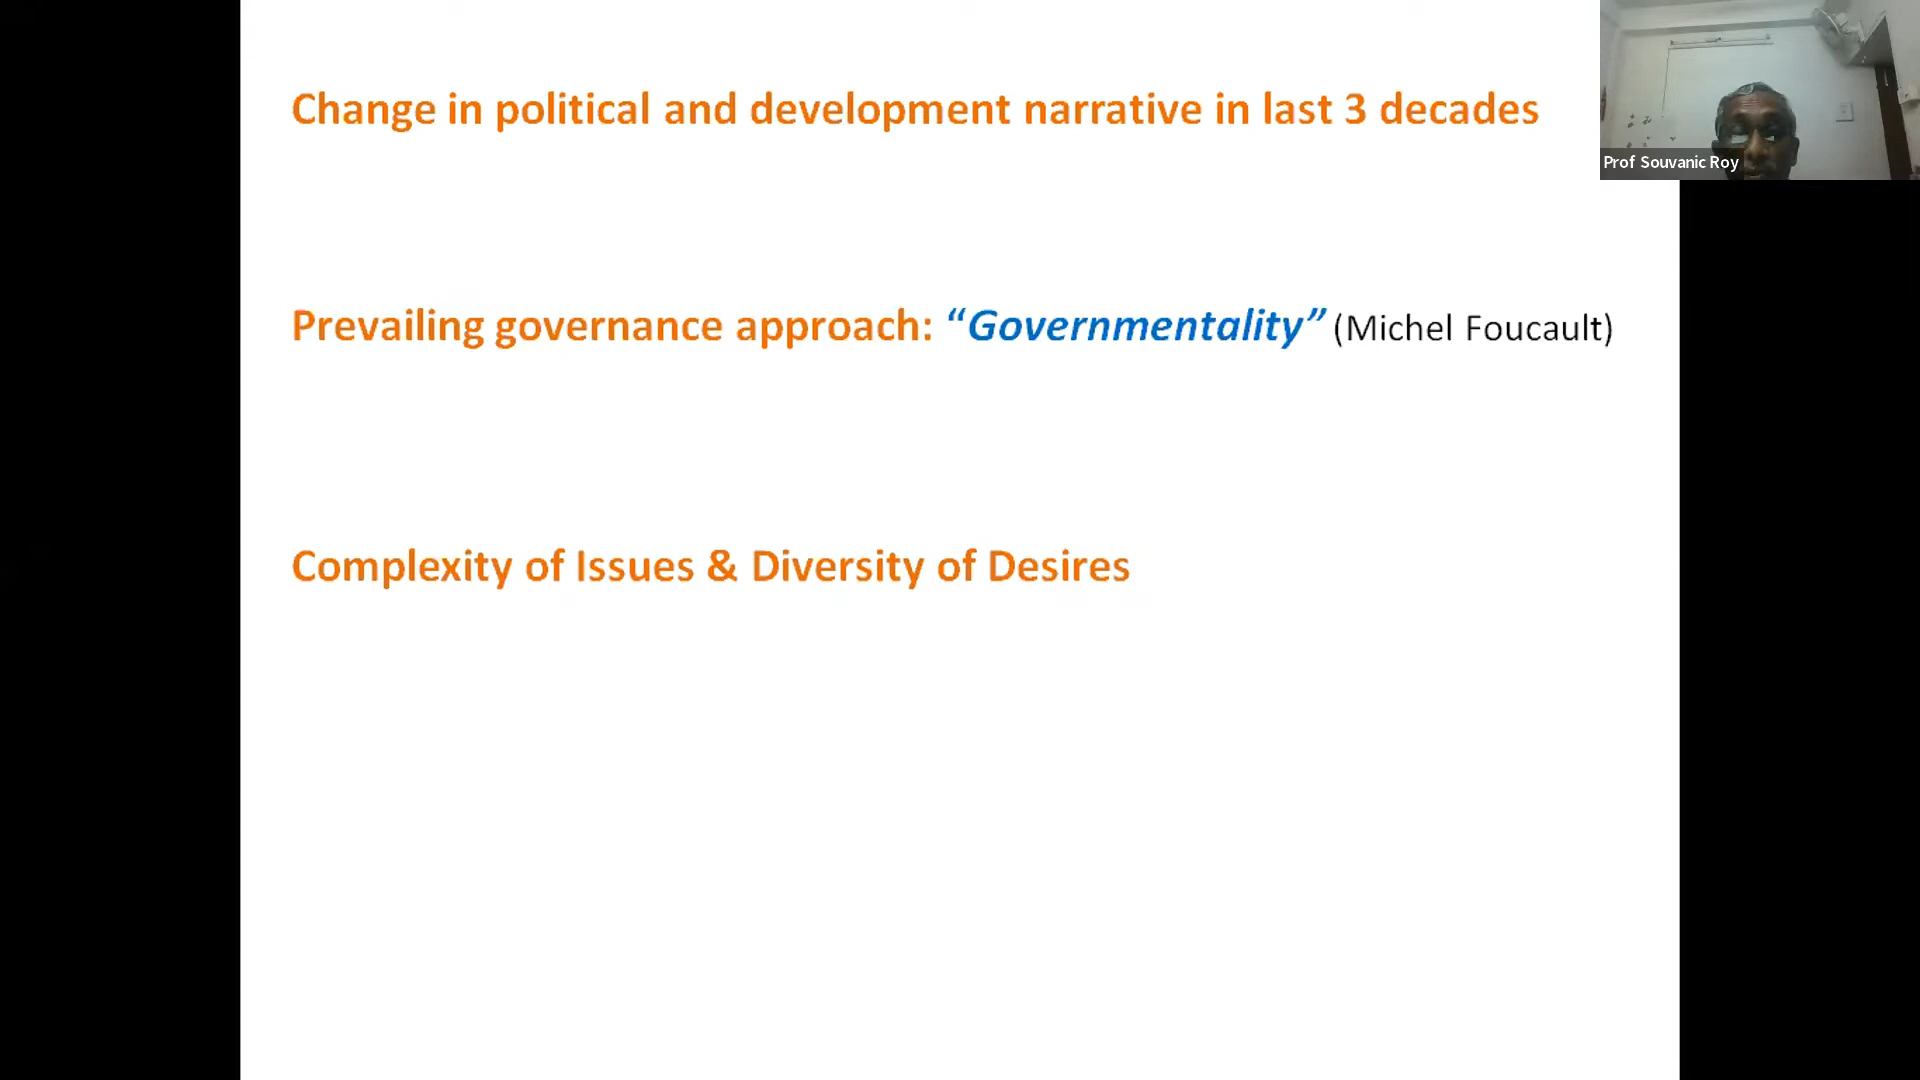 Change in political and development narrative in last 3 decades
Prof Souvanic Roy
Prevailing governance approach: “Governmentality” (Michel Foucault)
Complexity of Issues & Diversity of Desires